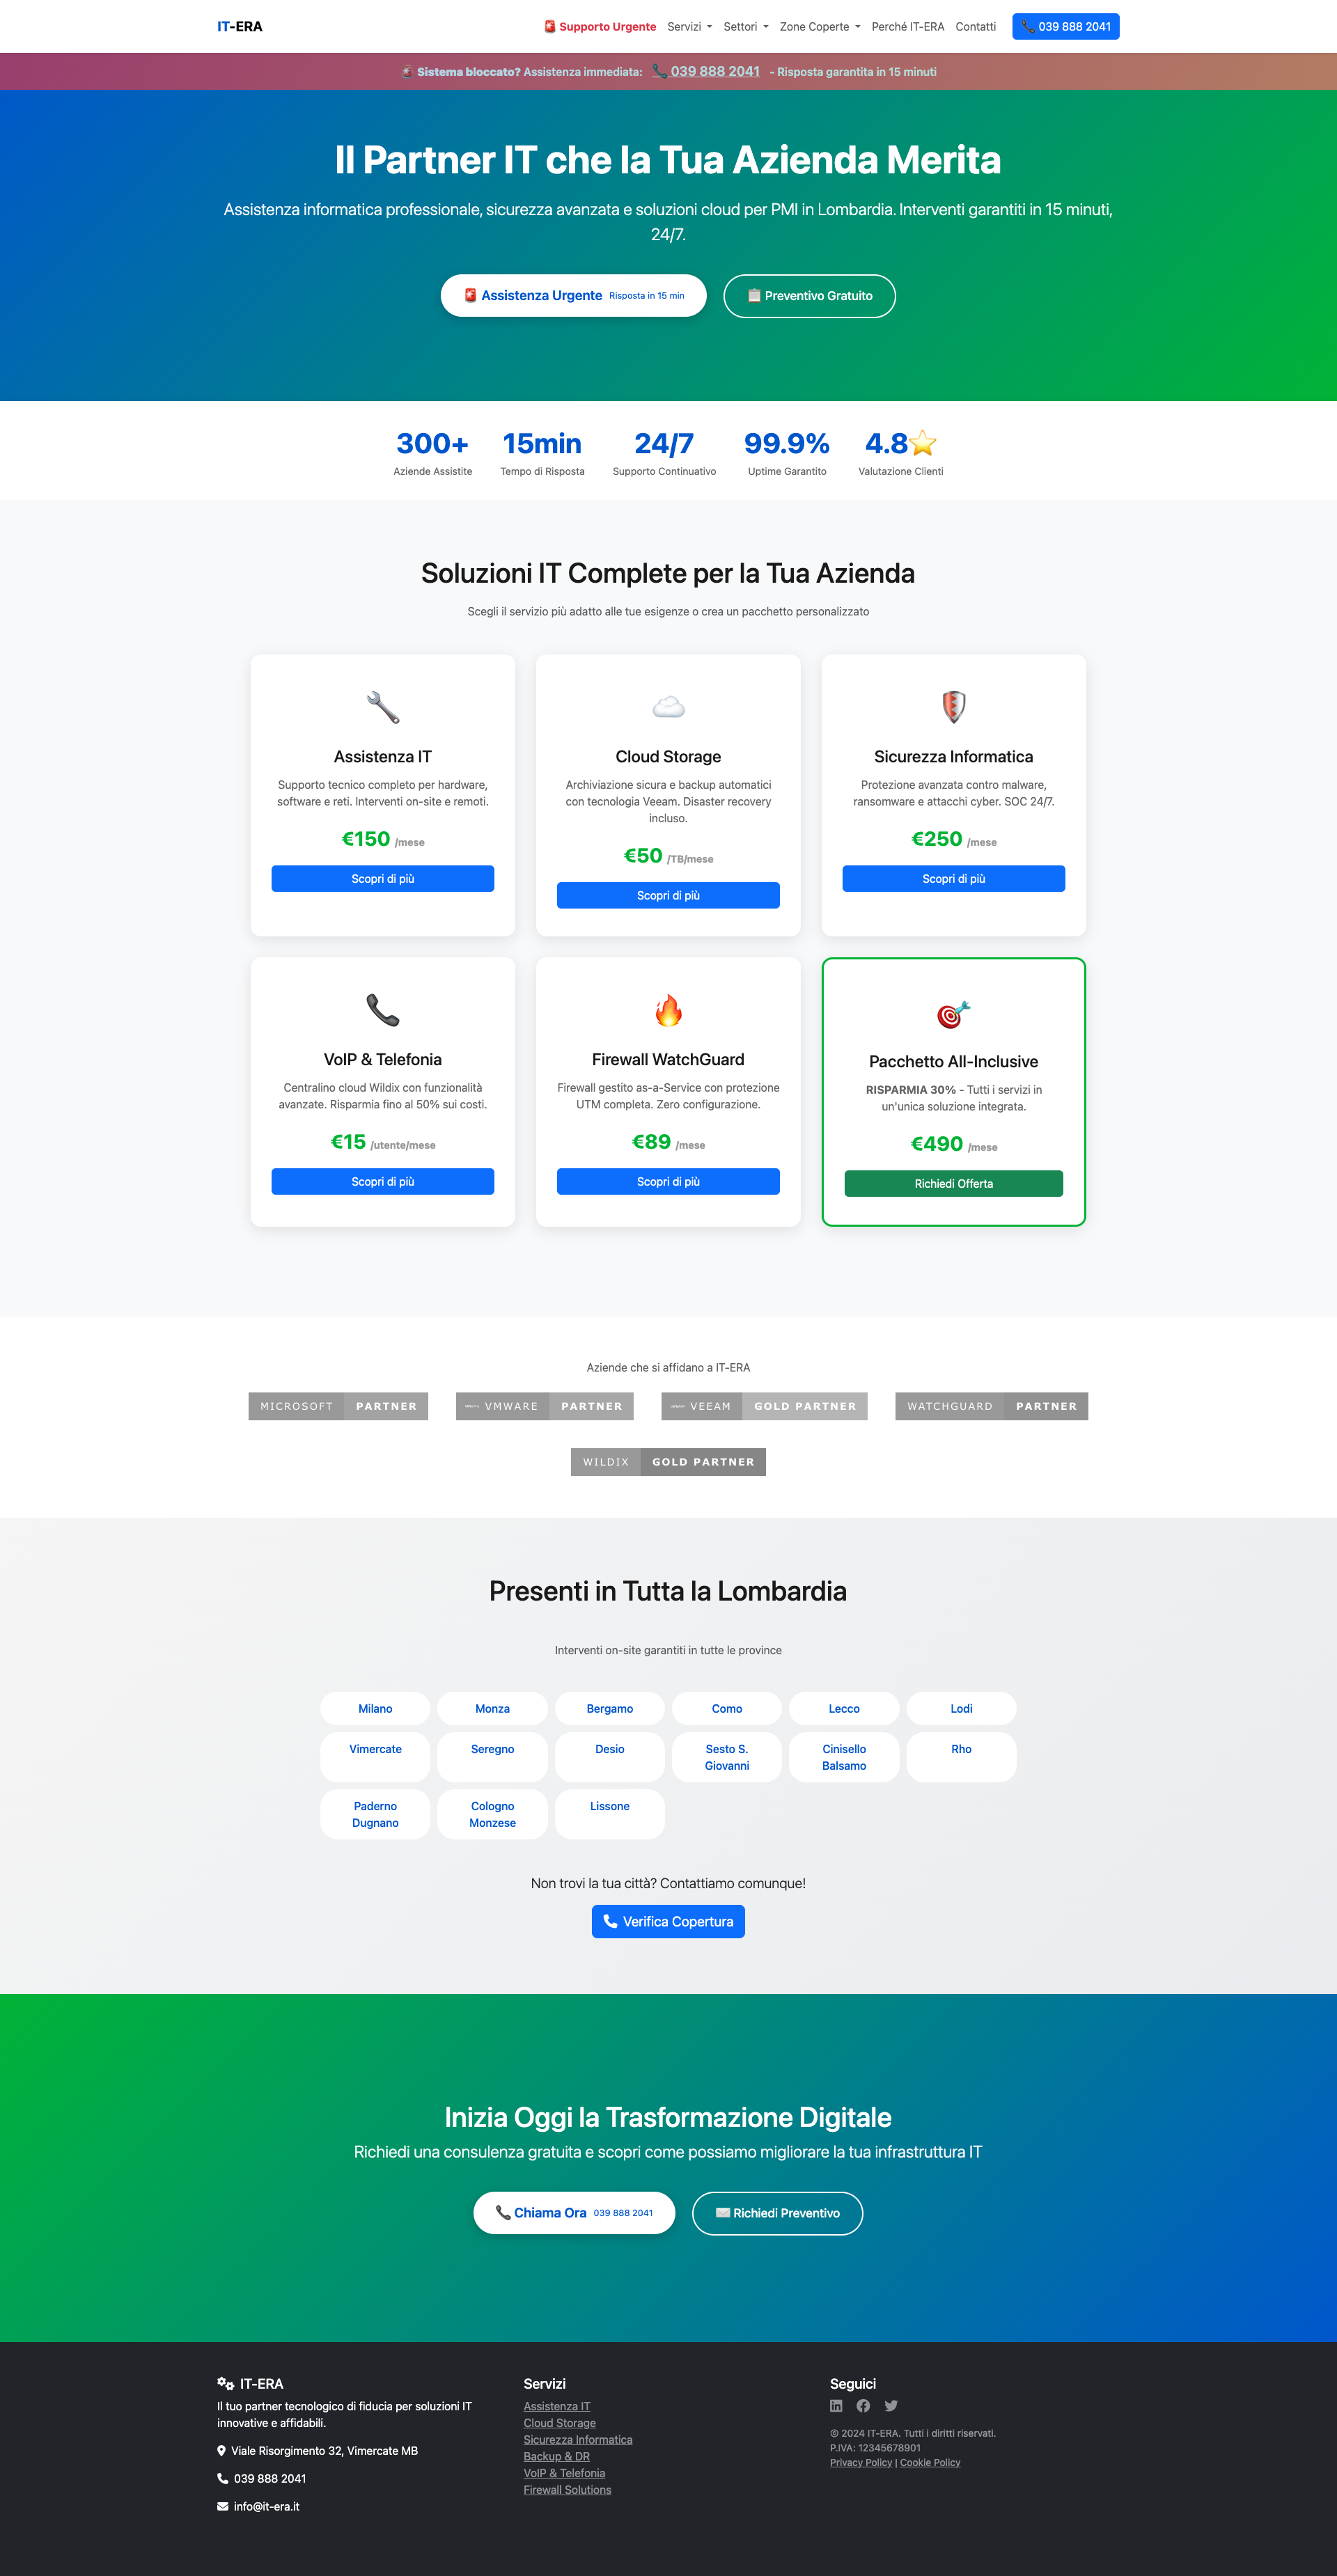 IT-ERA
Supporto Urgente Servizi Settori Zone Coperte Perché IT-ERA Contatti 039 888 2041
Sistema bloccato? Assistenza immediata: 039 888 2041 - Risposta garantita in 15 minuti
Il Partner IT che la Tua Azienda Merita
Assistenza informatica professionale, sicurezza avanzata e soluzioni cloud per PMI in Lombardia. Interventi garantiti in 15 minuti,
24/7.
Assistenza Urgente Risposta in 15 min
Preventivo Gratuito
300+ 15min 24/7 99.9% 4.8
Aziende Assistite Tempo di Risposta Supporto Continuativo Uptime Garantito Valutazione Clienti
Soluzioni IT Complete per la Tua Azienda
Scegli il servizio più adatto alle tue esigenze o crea un pacchetto personalizzato
Assistenza IT
Supporto tecnico completo per hardware,
software e reti. Interventi on-site e remoti.
€150 /mese
Scopri di più
Cloud Storage
Archiviazione sicura e backup automatici
con tecnologia Veeam. Disaster recovery
incluso.
€50 /TB/mese
Scopri di più
Sicurezza Informatica
Protezione avanzata contro malware,
ransomware e attacchi cyber. SOC 24/7.
€250 /mese
Scopri di più
VoIP & Telefonia
Centralino cloud Wildix con funzionalità
avanzate. Risparmia fino al 50% sui costi.
€15 /utente/mese
Scopri di più
Firewall WatchGuard
Firewall gestito as-a-Service con protezione
UTM completa. Zero configurazione.
€89 /mese
Scopri di più
Pacchetto All-Inclusive
RISPARMIA 30% - Tutti i servizi in
un'unica soluzione integrata.
€490 /mese
Richiedi Offerta
Aziende che si affidano a IT-ERA
MICROSOFT PARTNER
VMWARE PARTNER
VEEAM GOLD PARTNER
WATCHGUARD PARTNER
WILDIX GOLD PARTNER
Presenti in Tutta la Lombardia
Interventi on-site garantiti in tutte le province
Milano
Monza
Bergamo
Como
Lecco
Lodi
Vimercate
Seregno
Desio
Sesto S.
Giovanni
Cinisello
Balsamo
Rho
Paderno
Dugnano
Cologno
Monzese
Lissone
Non trovi la tua città? Contattiamo comunque!
Verifica Copertura
Inizia Oggi la Trasformazione Digitale
Richiedi una consulenza gratuita e scopri come possiamo migliorare la tua infrastruttura IT
Chiama Ora 039 888 2041
Richiedi Preventivo
IT-ERA
Il tuo partner tecnologico di fiducia per soluzioni IT
innovative e affidabili.
Viale Risorgimento 32, Vimercate MB
039 888 2041
info@it-era.it
Servizi
Assistenza IT
Cloud Storage
Sicurezza Informatica
Backup & DR
VoIP & Telefonia
Firewall Solutions
Seguici
© 2024 IT-ERA. Tutti i diritti riservati.
P.IVA: 12345678901
Privacy Policy | Cookie Policy